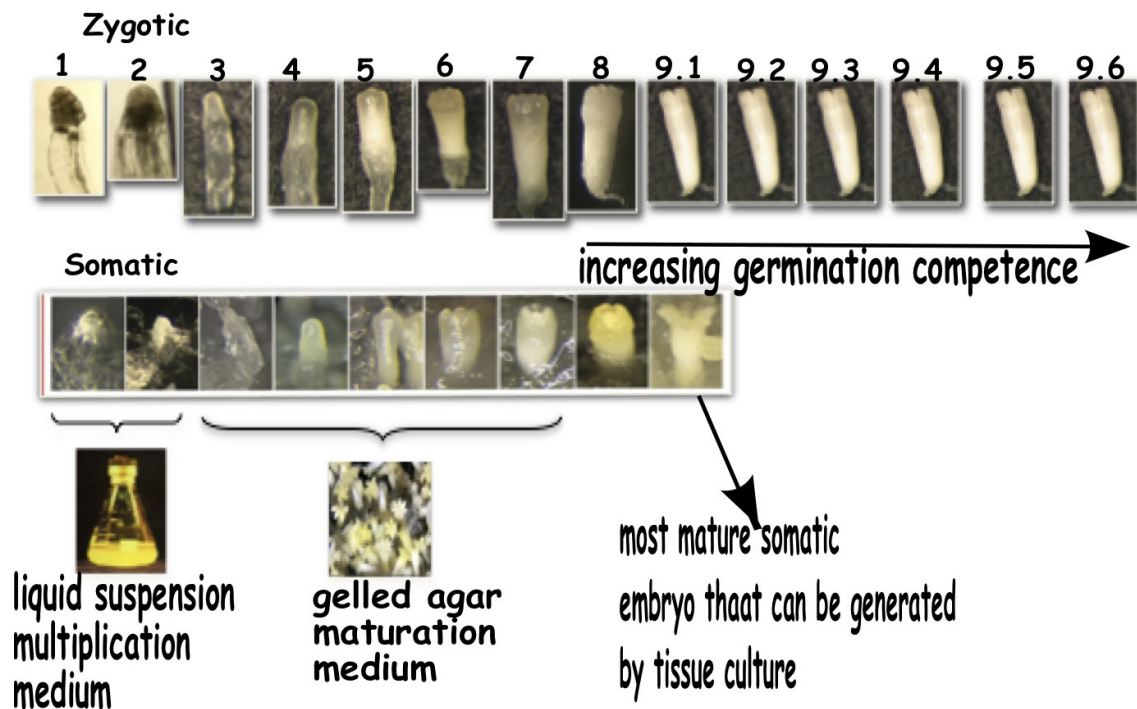 Zygotic
1 2 3 4 5 6 7 8 9.1 9.2 9.3 9.4 9.5 9.6
increasing germination competence
Somatic
liquid suspension
multiplication
medium
gelled agar
maturation
medium
most mature somatic
embryo thaat can be generated
by tissue culture